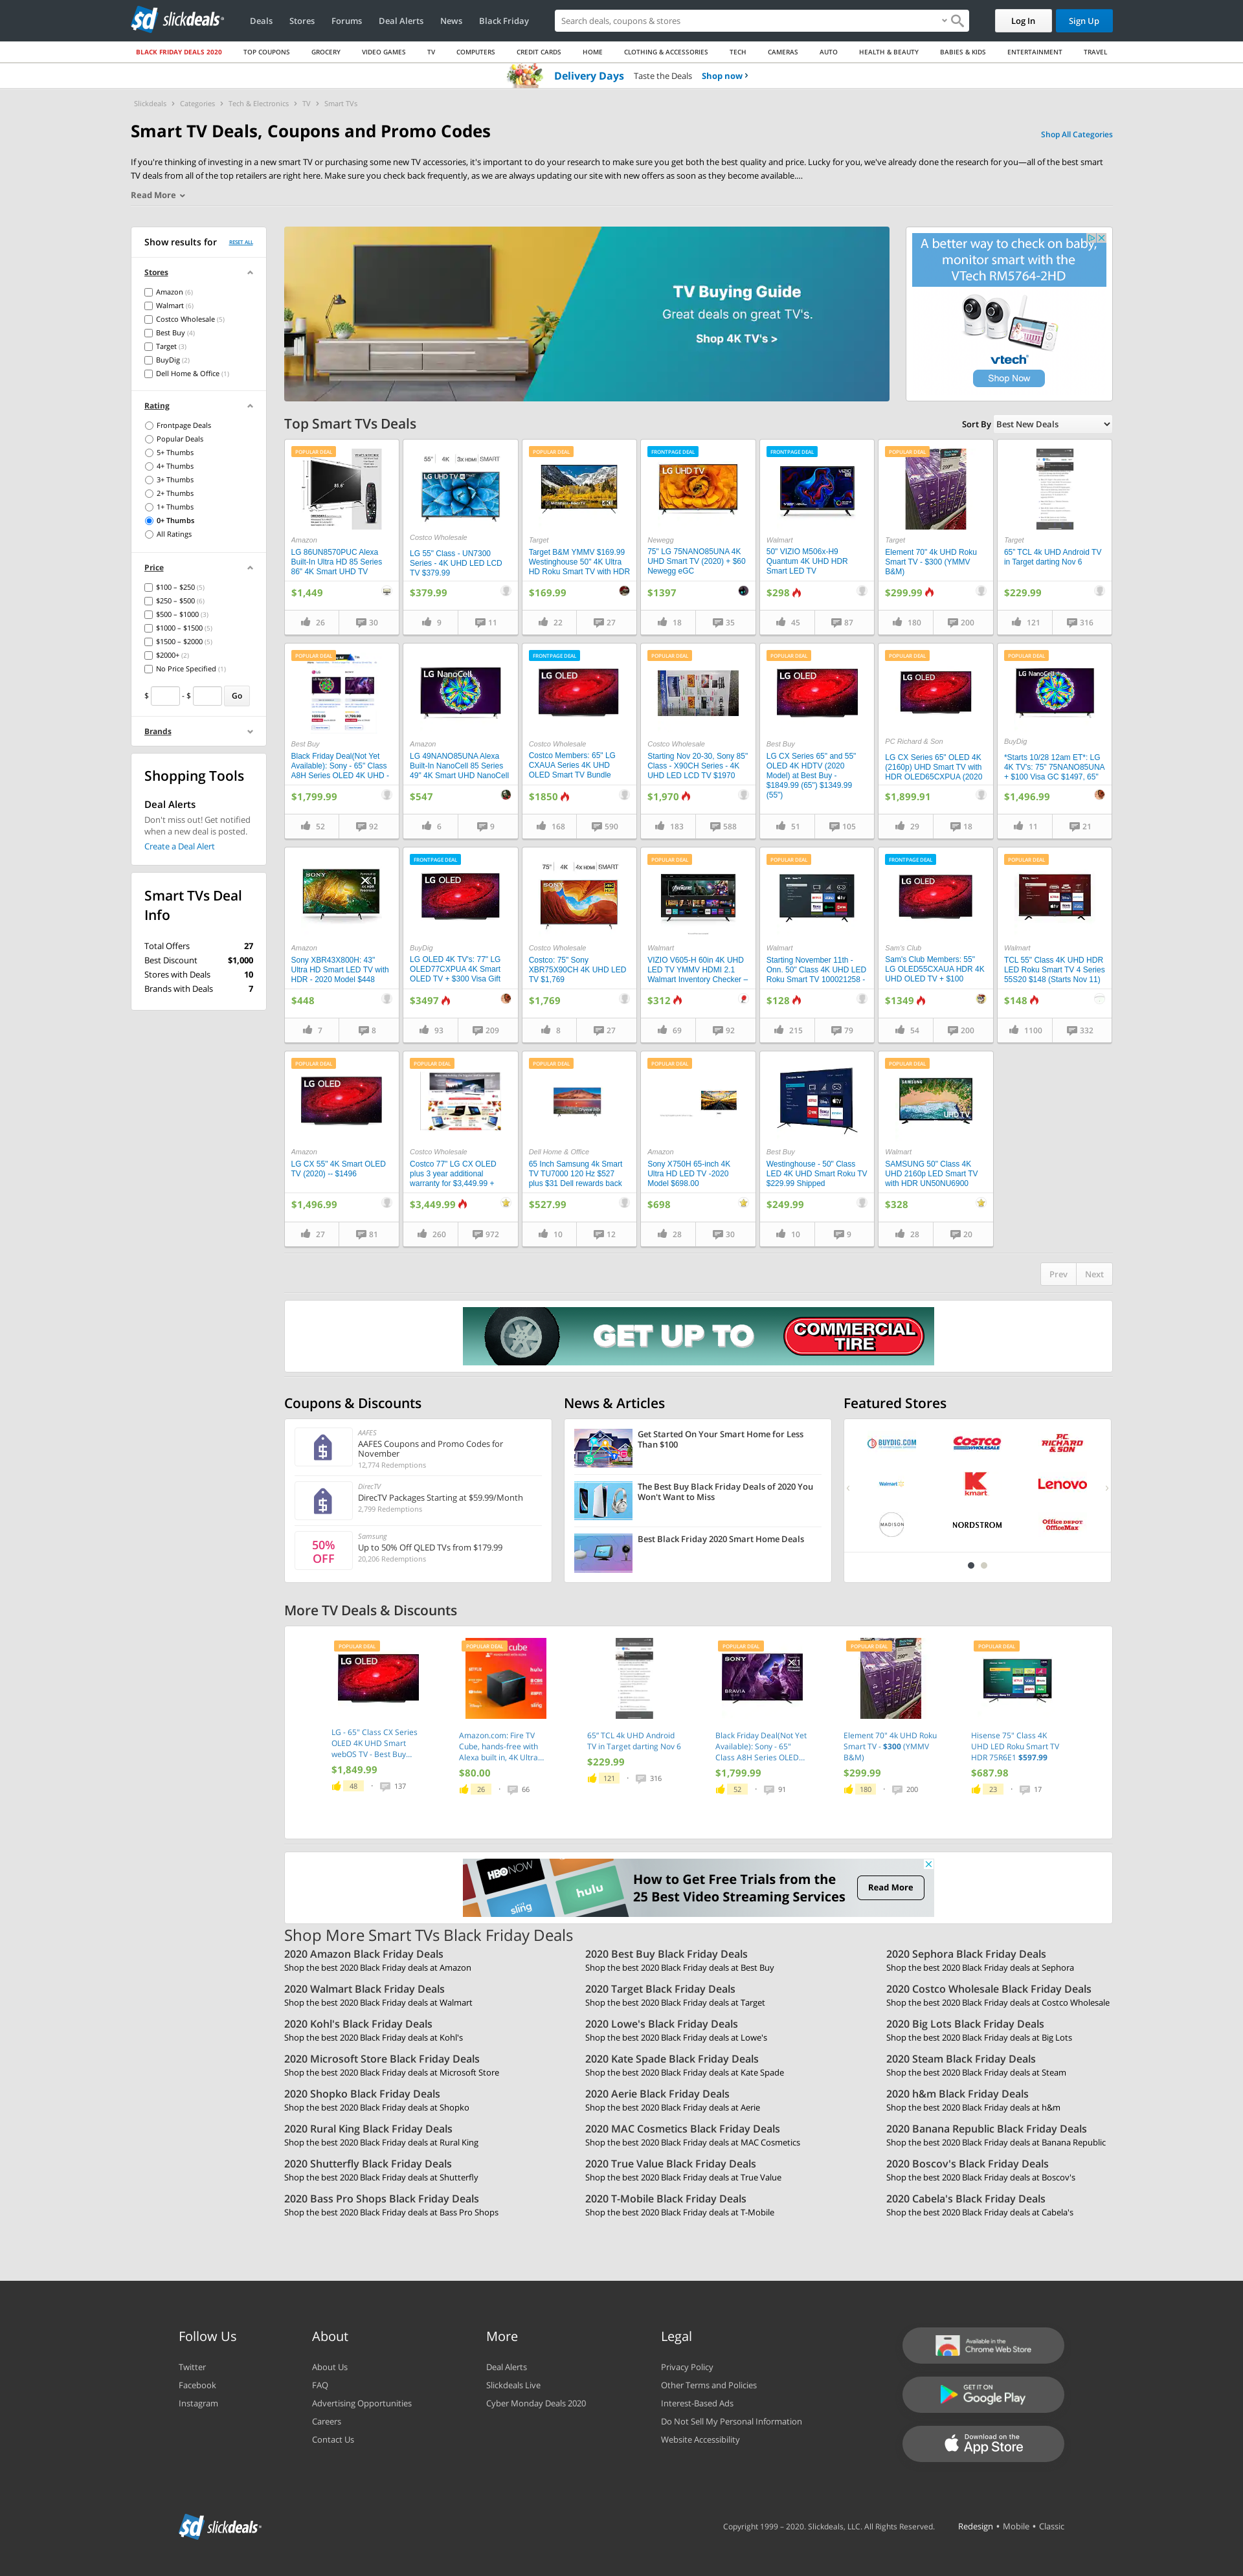 slickdeals
Deals
Stores
Forums
Deal Alerts
News
Black Friday
Search deals, coupons & stores
Log In
Sign Up
BLACK FRIDAY DEALS 2020
TOP COUPONS
GROCERY
VIDEO GAMES
TV
COMPUTERS
CREDIT CARDS
HOME
CLOTHING & ACCESSORIES
TECH
CAMERAS
AUTO
HEALTH & BEAUTY
BABIES & KIDS
ENTERTAINMENT
TRAVEL
Delivery Days Taste the Deals Shop now
Slickdeals > Categories > Tech & Electronics > TV > Smart TVs
Smart TV Deals, Coupons and Promo Codes
Shop All Categories
If you're thinking of investing in a new smart TV or purchasing some new TV accessories, it's important to do your research to make sure you get both the best quality and price. Lucky for you, we've already done the research for you—all of the best smart
TV deals from all of the top retailers are right here. Make sure you check back frequently, as we are always updating our site with new offers as soon as they become available....
Read More
Show results for RESET ALL
Stores
Amazon (6)
Walmart (6)
Costco Wholesale (5)
Best Buy (4)
Target (3)
BuyDig (2)
Dell Home & Office (1)
Rating
Frontpage Deals
Popular Deals
5+ Thumbs
4+ Thumbs
3+ Thumbs
2+ Thumbs
1+ Thumbs
0+ Thumbs
All Ratings
Price
$100 – $250 (5)
$250 – $500 (6)
$500 – $1000 (3)
$1000 – $1500 (5)
$1500 – $2000 (5)
$2000+ (2)
No Price Specified (1)
$ - $ Go
Brands
Shopping Tools
Deal Alerts
Don't miss out! Get notified
when a new deal is posted.
Create a Deal Alert
Smart TVs Deal
Info
Total Offers 27
Best Discount $1,000
Stores with Deals 10
Brands with Deals 7
TV Buying Guide
Great deals on great TV's.
Shop 4K TV's >
A better way to check on baby,
monitor smart with the
VTech RM5764-2HD
vtech
Shop Now
Top Smart TVs Deals
Sort By Best New Deals
POPULAR DEAL
Amazon
LG 86UN8570PUC Alexa
Built-In Ultra HD 85 Series
86" 4K Smart UHD TV
$1,449
26 30
55" 4K 3x HDMI SMART
LG UHD TV
Costco Wholesale
LG 55" Class - UN7300
Series - 4K UHD LED LCD
TV $379.99
$379.99
9 11
POPULAR DEAL
Target
Target B&M YMMV $169.99
Westinghouse 50" 4K Ultra
HD Roku Smart TV with HDR
$169.99
22 27
FRONTPAGE DEAL
LG UHD TV
Newegg
75" LG 75NANO85UNA 4K
UHD Smart TV (2020) + $60
Newegg eGC
$1397
18 35
FRONTPAGE DEAL
VIZIO
Walmart
50" VIZIO M506x-H9
Quantum 4K UHD HDR
Smart LED TV
$298
45 87
POPULAR DEAL
Target
Element 70" 4k UHD Roku
Smart TV - $300 (YMMV
B&M)
$299.99
180 200
Target
65" TCL 4k UHD Android TV
in Target darting Nov 6
$229.99
121 316
POPULAR DEAL
Best Buy
Black Friday Deal(Not Yet
Available): Sony - 65" Class
A8H Series OLED 4K UHD -
$1,799.99
52 92
LG NanoCell
Amazon
LG 49NANO85UNA Alexa
Built-In NanoCell 85 Series
49" 4K Smart UHD NanoCell
$547
6 9
FRONTPAGE DEAL
LG OLED
Costco Wholesale
Costco Members: 65" LG
CXAUA Series 4K UHD
OLED Smart TV Bundle
$1850
168 590
POPULAR DEAL
Costco Wholesale
Starting Nov 20-30, Sony 85"
Class - X90CH Series - 4K
UHD LED LCD TV $1970
$1,970
183 588
POPULAR DEAL
LG OLED
Best Buy
LG CX Series 65" and 55"
OLED 4K HDTV (2020
Model) at Best Buy -
$1849.99 (65") $1349.99
(55")
51 105
POPULAR DEAL
LG OLED
PC Richard & Son
LG CX Series 65" OLED 4K
(2160p) UHD Smart TV with
HDR OLED65CXPUA (2020
$1,899.91
29 18
POPULAR DEAL
LG NanoCell
BuyDig
*Starts 10/28 12am ET*: LG
4K TV's: 75" 75NANO85UNA
+ $100 Visa GC $1497, 65"
$1,496.99
11 21
SONY X1
Amazon
Sony XBR43X800H: 43"
Ultra HD Smart LED TV with
HDR - 2020 Model $448
$448
7 8
FRONTPAGE DEAL
LG OLED
BuyDig
LG OLED 4K TV's: 77" LG
OLED77CXPUA 4K Smart
OLED TV + $300 Visa Gift
$3497
93 209
75" 4K 4x HDMI SMART
SONY
Costco Wholesale
Costco: 75" Sony
XBR75X90CH 4K UHD LED
TV $1,769
$1,769
8 27
POPULAR DEAL
Walmart
VIZIO V605-H 60in 4K UHD
LED TV YMMV HDMI 2.1
Walmart Inventory Checker –
$312
69 92
POPULAR DEAL
Walmart
Starting November 11th -
Onn. 50" Class 4K UHD LED
Roku Smart TV 100021258 -
$128
215 79
FRONTPAGE DEAL
LG OLED
Sam's Club
Sam's Club Members: 55"
LG OLED55CXAUA HDR 4K
UHD OLED TV + $100
$1349
54 200
POPULAR DEAL
Walmart
TCL 55" Class 4K UHD HDR
LED Roku Smart TV 4 Series
55S20 $148 (Starts Nov 11)
$148
1100 332
POPULAR DEAL
LG OLED
Amazon
LG CX 55" 4K Smart OLED
TV (2020) -- $1496
$1,496.99
27 81
POPULAR DEAL
Costco Wholesale
Costco 77" LG CX OLED
plus 3 year additional
warranty for $3,449.99 +
$3,449.99
260 972
POPULAR DEAL
Crystal UHD
Dell Home & Office
65 Inch Samsung 4k Smart
TV TU7000 120 Hz $527
plus $31 Dell rewards back
$527.99
10 12
POPULAR DEAL
Amazon
Sony X750H 65-inch 4K
Ultra HD LED TV -2020
Model $698.00
$698
28 30
Best Buy
Westinghouse - 50" Class
LED 4K UHD Smart Roku TV
$229.99 Shipped
$249.99
10 9
POPULAR DEAL
SAMSUNG
UHD TV
Walmart
SAMSUNG 50" Class 4K
UHD 2160p LED Smart TV
with HDR UN50NU6900
$328
28 20
Prev Next
GET UP TO
COMMERCIAL
TIRE
Coupons & Discounts
AAFES
AAFES Coupons and Promo Codes for
November
12,774 Redemptions
DirecTV
DirecTV Packages Starting at $59.99/Month
2,799 Redemptions
50%
OFF
Samsung
Up to 50% Off QLED TVs from $179.99
20,206 Redemptions
News & Articles
Get Started On Your Smart Home for Less
Than $100
The Best Buy Black Friday Deals of 2020 You
Won't Want to Miss
Best Black Friday 2020 Smart Home Deals
Featured Stores
BUYDIG.COM
COSTCO
WHOLESALE
PC
RICHARD
& SON
Walmart
Kmart
Lenovo
MADISON
NORDSTROM
Office DEPOT
OfficeMax
More TV Deals & Discounts
POPULAR DEAL
LG OLED
LG - 65" Class CX Series
OLED 4K UHD Smart
webOS TV - Best Buy...
$1,849.99
48 · 137
POPULAR DEAL
cube
hulu
Amazon.com: Fire TV
Cube, hands-free with
Alexa built in, 4K Ultra...
$80.00
26 · 66
65" TCL 4k UHD Android
TV in Target darting Nov 6
$229.99
121 · 316
POPULAR DEAL
SONY
BRAVIA
X1
Black Friday Deal(Not Yet
Available): Sony - 65"
Class A8H Series OLED...
$1,799.99
52 · 91
POPULAR DEAL
Element 70" 4k UHD Roku
Smart TV - $300 (YMMV
B&M)
$299.99
180 · 200
POPULAR DEAL
Hisense 75" Class 4K
UHD LED Roku Smart TV
HDR 75R6E1 $597.99
$687.98
23 · 17
HBO NOW
sling
hulu
How to Get Free Trials from the
25 Best Video Streaming Services
Read More
Shop More Smart TVs Black Friday Deals
2020 Amazon Black Friday Deals
Shop the best 2020 Black Friday deals at Amazon
2020 Best Buy Black Friday Deals
Shop the best 2020 Black Friday deals at Best Buy
2020 Sephora Black Friday Deals
Shop the best 2020 Black Friday deals at Sephora
2020 Walmart Black Friday Deals
Shop the best 2020 Black Friday deals at Walmart
2020 Target Black Friday Deals
Shop the best 2020 Black Friday deals at Target
2020 Costco Wholesale Black Friday Deals
Shop the best 2020 Black Friday deals at Costco Wholesale
2020 Kohl's Black Friday Deals
Shop the best 2020 Black Friday deals at Kohl's
2020 Lowe's Black Friday Deals
Shop the best 2020 Black Friday deals at Lowe's
2020 Big Lots Black Friday Deals
Shop the best 2020 Black Friday deals at Big Lots
2020 Microsoft Store Black Friday Deals
Shop the best 2020 Black Friday deals at Microsoft Store
2020 Kate Spade Black Friday Deals
Shop the best 2020 Black Friday deals at Kate Spade
2020 Steam Black Friday Deals
Shop the best 2020 Black Friday deals at Steam
2020 Shopko Black Friday Deals
Shop the best 2020 Black Friday deals at Shopko
2020 Aerie Black Friday Deals
Shop the best 2020 Black Friday deals at Aerie
2020 h&m Black Friday Deals
Shop the best 2020 Black Friday deals at h&m
2020 Rural King Black Friday Deals
Shop the best 2020 Black Friday deals at Rural King
2020 MAC Cosmetics Black Friday Deals
Shop the best 2020 Black Friday deals at MAC Cosmetics
2020 Banana Republic Black Friday Deals
Shop the best 2020 Black Friday deals at Banana Republic
2020 Shutterfly Black Friday Deals
Shop the best 2020 Black Friday deals at Shutterfly
2020 True Value Black Friday Deals
Shop the best 2020 Black Friday deals at True Value
2020 Boscov's Black Friday Deals
Shop the best 2020 Black Friday deals at Boscov's
2020 Bass Pro Shops Black Friday Deals
Shop the best 2020 Black Friday deals at Bass Pro Shops
2020 T-Mobile Black Friday Deals
Shop the best 2020 Black Friday deals at T-Mobile
2020 Cabela's Black Friday Deals
Shop the best 2020 Black Friday deals at Cabela's
Follow Us
Twitter
Facebook
Instagram
About
About Us
FAQ
Advertising Opportunities
Careers
Contact Us
More
Deal Alerts
Slickdeals Live
Cyber Monday Deals 2020
Legal
Privacy Policy
Other Terms and Policies
Interest-Based Ads
Do Not Sell My Personal Information
Website Accessibility
Available in the
Chrome Web Store
GET IT ON
Google Play
Download on the
App Store
slickdeals
Copyright 1999 – 2020. Slickdeals, LLC. All Rights Reserved.
Redesign • Mobile • Classic